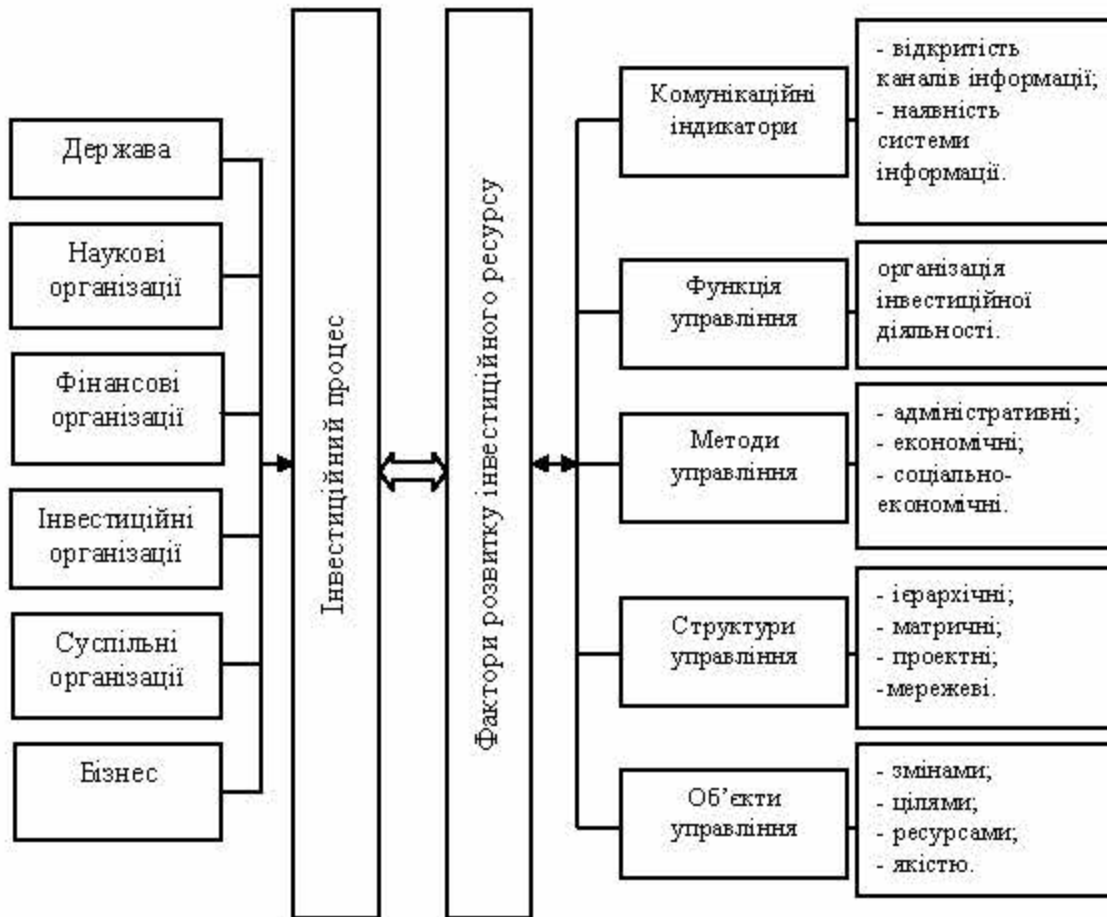 Держава
Наукові
організації
Фінансові
організації
Інвестиційні
організації
Суспільні
організації
Бізнес
Інвестиційний процес
Фактори розвитку інвестиційного ресурсу
Комунікаційні
індикатори
- відкритість
каналів інформації;
- наявність
системи
інформації.
Функція
управління
організація
інвестиційної
діяльності.
Методи
управління
- адміністративні;
- економічні;
- соціально-
економічні.
Структури
управління
- ієрархічні;
- матричні;
- проектні;
-мережеві.
Об’єкти
управління
- змінами;
- цілями;
- ресурсами;
- якістю.